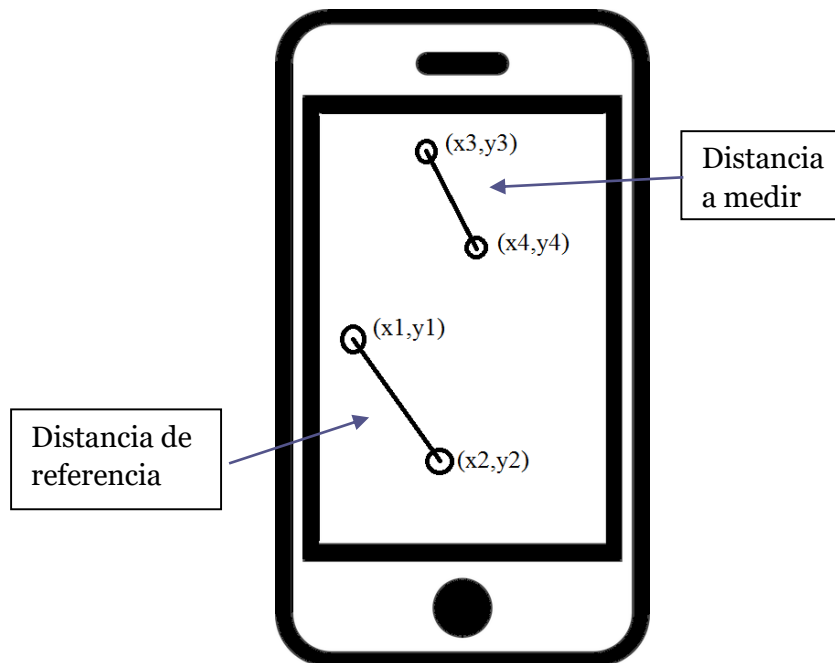 (x3,y3)
Distancia
a medir
(x4,y4)
(x1,y1)
Distancia de
referencia
(x2,y2)